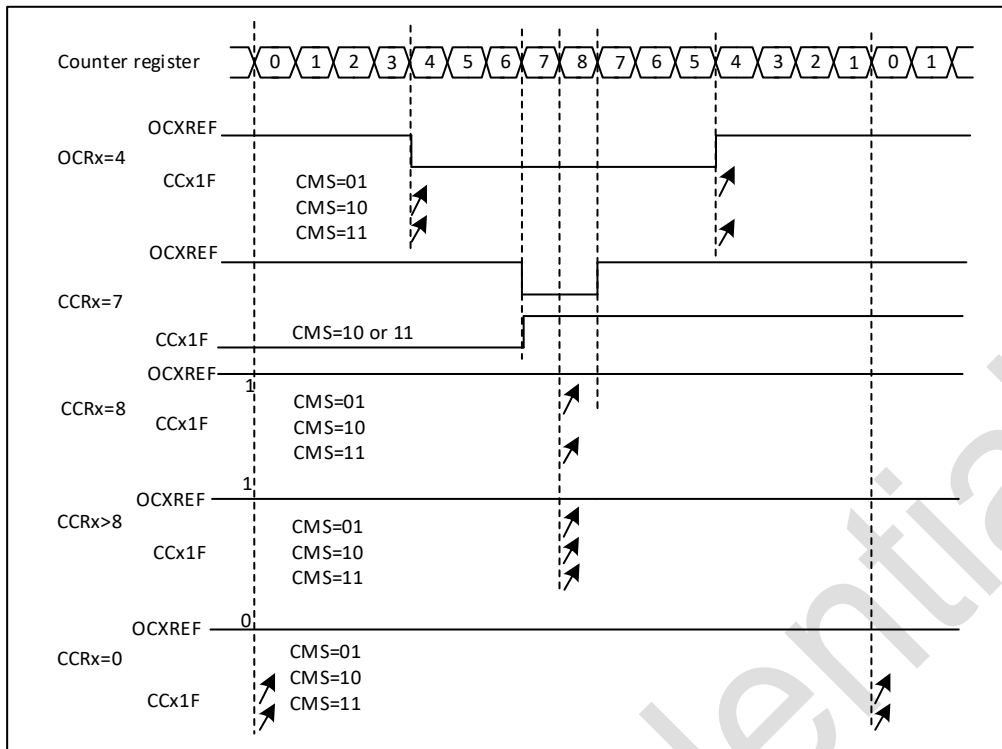 Counter register 0 1 2 3 4 5 6 7 8 7 6 5 4 3 2 1 0 1
OCXREF
OCRx=4
CCx1F
CMS=01
CMS=10
CMS=11
OCXREF
CCRx=7
CCx1F
CMS=10 or 11
OCXREF
1
CCRx=8
CCx1F
CMS=01
CMS=10
CMS=11
OCXREF
1
CCRx>8
CCx1F
CMS=01
CMS=10
CMS=11
OCXREF
0
CCRx=0
CCx1F
CMS=01
CMS=10
CMS=11
dential